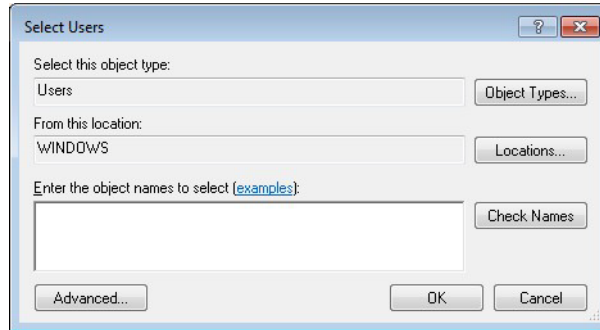 Select Users
Select this object type:
Users
Object Types...
From this location:
WINDOWS
Locations...
Enter the object names to select (examples):
Check Names
Advanced...
OK
Cancel